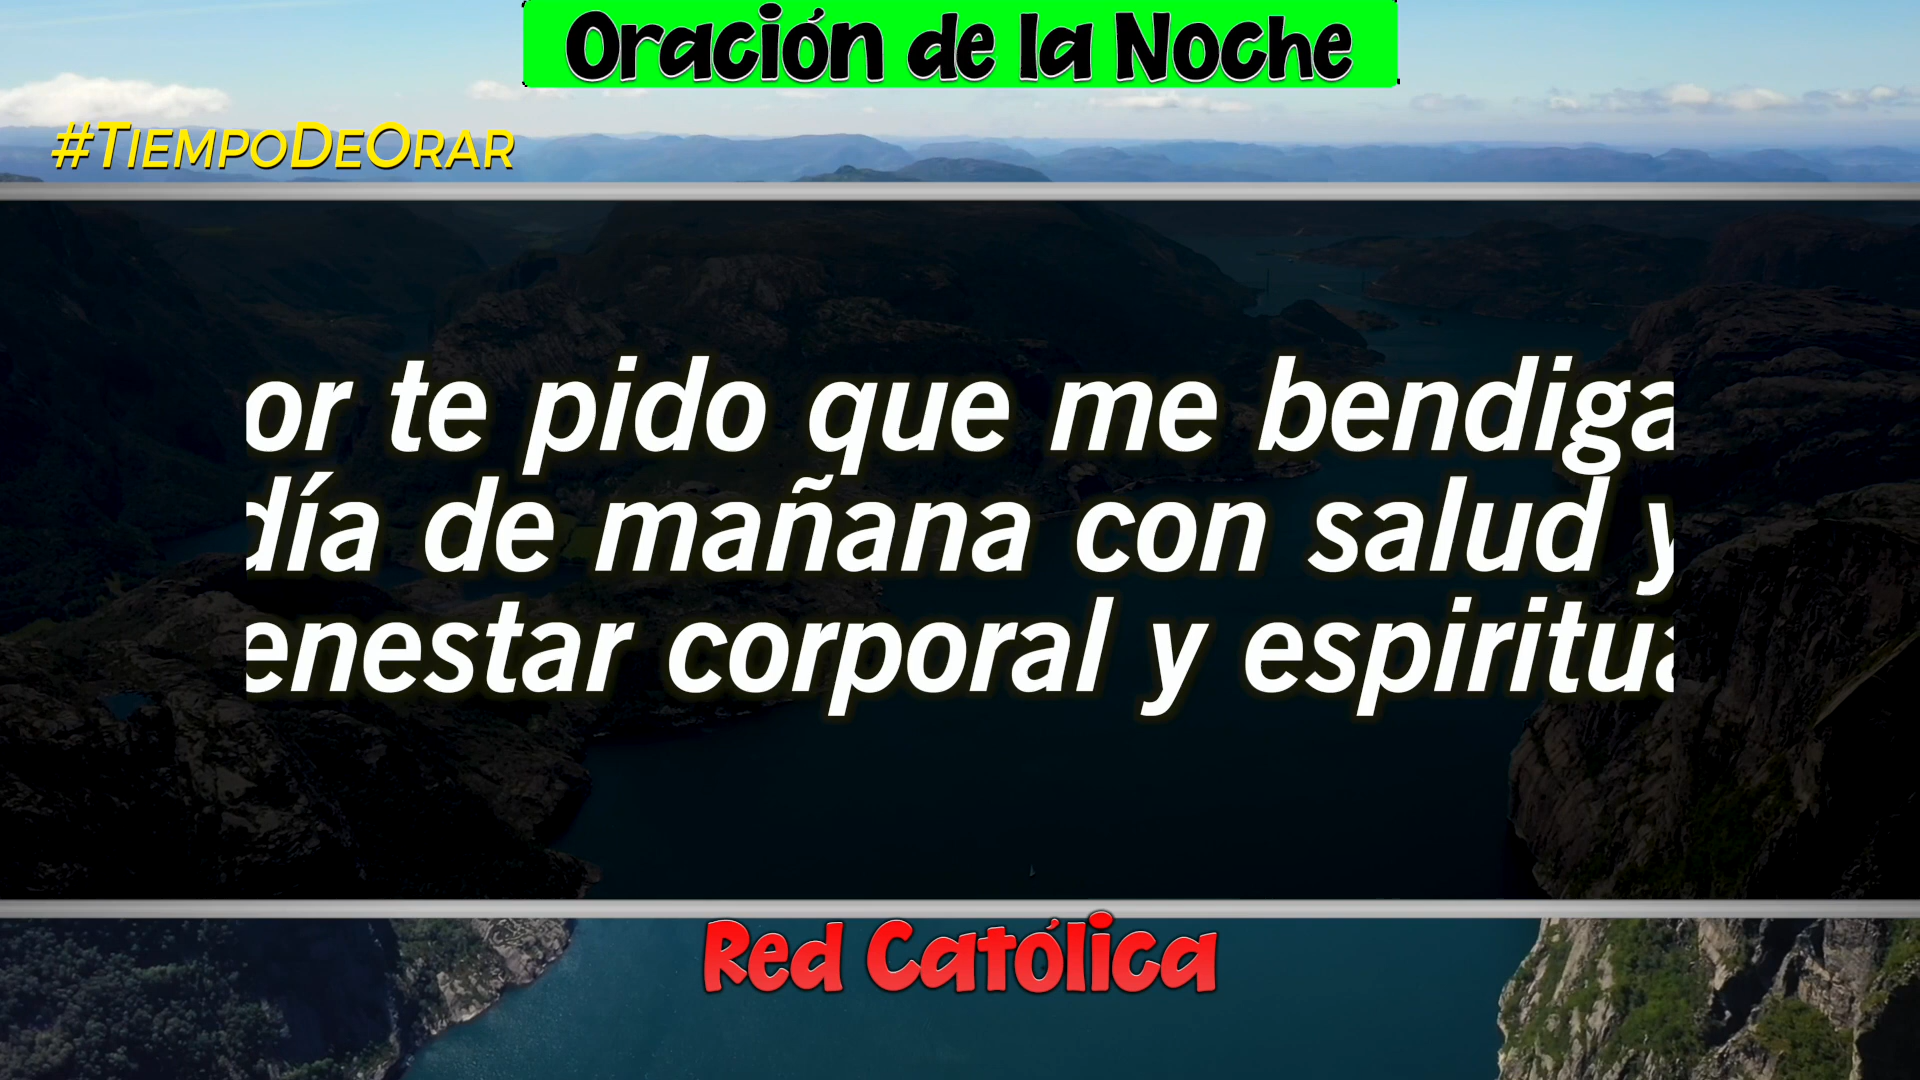 Oración de la Noche
#TiempoDeOrar
or te pido que me bendiga
día de mañana con salud y
enestar corporal y espiritua
Red Católica